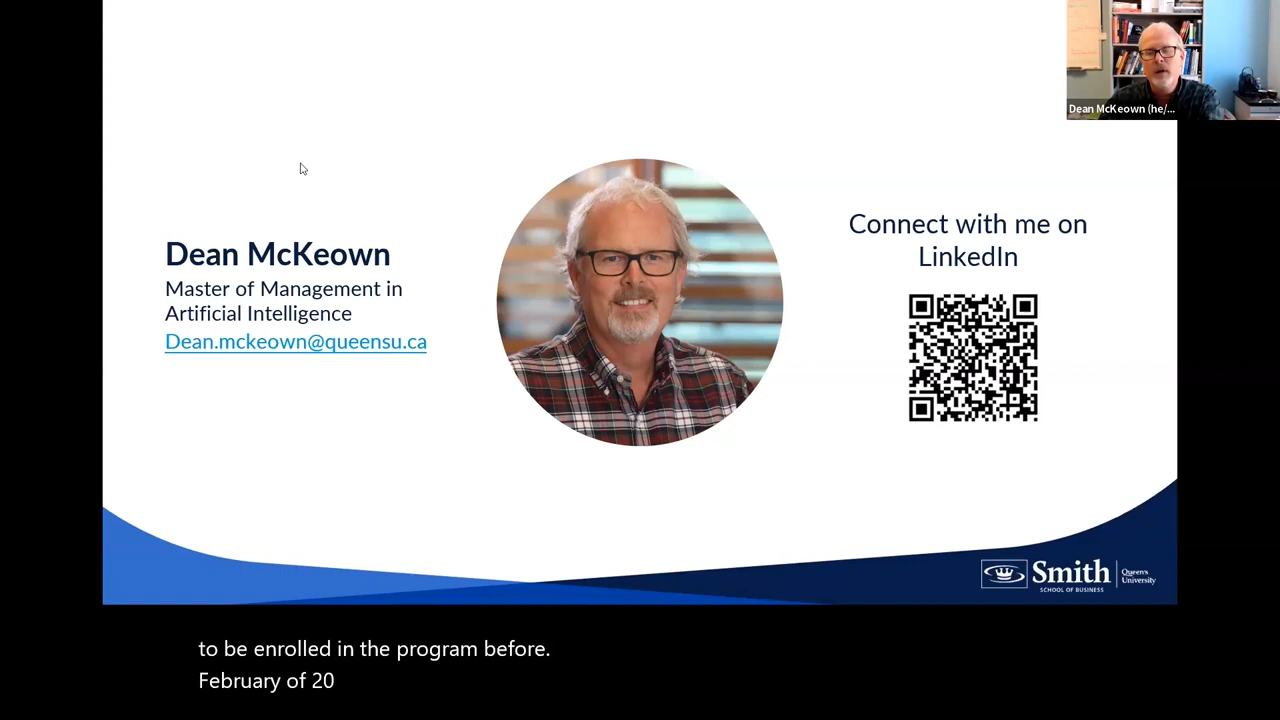 Dean McKeown (he/...
Dean McKeown
Master of Management in
Artificial Intelligence
Dean.mckeown@queensu.ca
Connect with me on
LinkedIn
Smith
SCHOOL OF BUSINESS
Queen's
University
to be enrolled in the program before.
February of 20